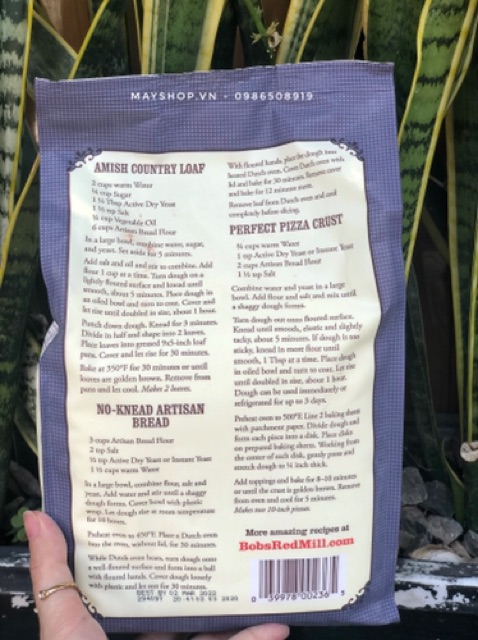 MAYSHOP.VN - 0986508919
AMISH COUNTRY LOAF
2 cups warm Water
¼ cup Sugar
1 ½ Tbsp Active Dry Yeast
1 ½ tsp Salt
¼ cup Vegetable Oil
6 cups Artisan Bread Flour
In a large bowl, combine water, sugar,
and yeast. Set aside for 5 minutes.
Add salt and oil and stir to combine. Add
flour 1 cup at a time. Turn dough on a
lightly floured surface and knead until
smooth, about 5 minutes. Place dough in
an oiled bowl and turn to coat. Cover and
let rise until doubled in size, about 1 hour.
Punch down dough. Knead for 3 minutes.
Divide in half and shape into 2 loaves.
Place loaves into greased 9x5-inch loaf
pans. Cover and let rise for 30 minutes.
Bake at 350°F for 30 minutes or until
loaves are golden brown. Remove from
pans and let cool. Makes 2 loaves.
NO-KNEAD ARTISAN
BREAD
3 cups Artisan Bread Flour
2 tsp Salt
½ tsp Active Dry Yeast or Instant Yeast
1 ½ cups warm Water
In a large bowl, combine flour, salt and
yeast. Add water and stir until a shaggy
dough forms. Cover bowl with plastic
wrap. Let dough rise at room temperature
for 18 hours.
Preheat oven to 450°F. Place a Dutch oven
into the oven, without lid, for 30 minutes.
While Dutch oven heats, turn dough onto
a well-floured surface and form into a ball
with floured hands. Cover dough loosely
with plastic and let rest for 30 minutes.
BEST BY 02 MAR 2022
With floured hands, place the dough into
heated Dutch oven. Cover Dutch oven with
lid and bake for 30 minutes. Remove cover
and bake for 12 minutes more.
Remove loaf from Dutch oven and cool
completely before slicing.
PERFECT PIZZA CRUST
¾ cups warm Water
1 tsp Active Dry Yeast or Instant Yeast
2 cups Artisan Bread Flour
1 ½ tsp Salt
Combine water and yeast in a large
bowl. Add flour and salt and mix until
a shaggy dough forms.
Turn dough out onto floured surface.
Knead until smooth, elastic and slightly
tacky, about 5 minutes. If dough is too
sticky, knead in more flour until
smooth, 1 Tbsp at a time. Place dough
in oiled bowl and turn to coat. Let rise
until doubled in size, about 1 hour.
Dough can be used immediately or
refrigerated for up to 3 days.
Preheat oven to 500°F. Line 2 baking sheets
with parchment paper. Divide dough and
form each piece into a disk. Place disks
on prepared baking sheets. Working from
the center of each disk, gently press and
stretch dough to ¼ inch thick.
Add toppings and bake for 8–10 minutes
or until the crust is golden brown. Remove
from oven and cool for 5 minutes.
Makes two 10-inch pizzas.
More amazing recipes at
BobsRedMill.com
0 39978 00236 5